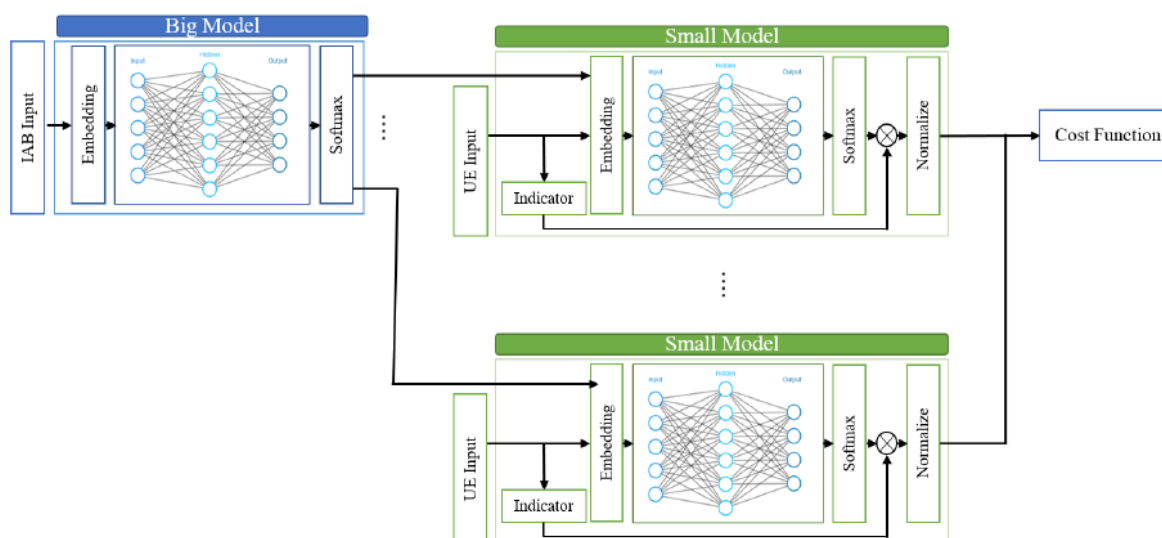 Big Model
IAB Input
Embedding
Input
Hidden
Output
Softmax
....
Small Model
UE Input
Indicator
Embedding
Input
Hidden
Output
Softmax
Normalize
Cost Function
....
Small Model
UE Input
Indicator
Embedding
Input
Hidden
Output
Softmax
Normalize